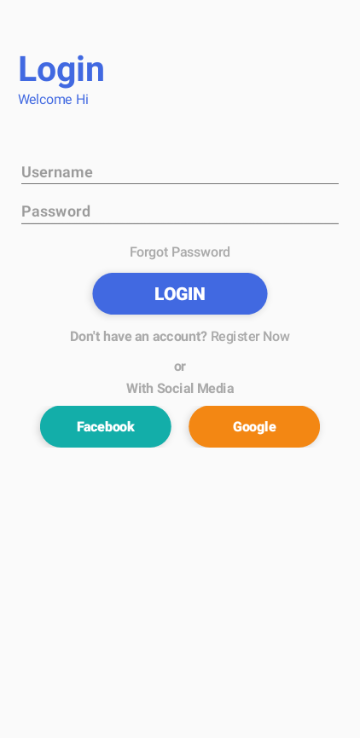 Login
Welcome Hi
Username
Password
Forgot Password
LOGIN
Don't have an account? Register Now
or
With Social Media
Facebook
Google